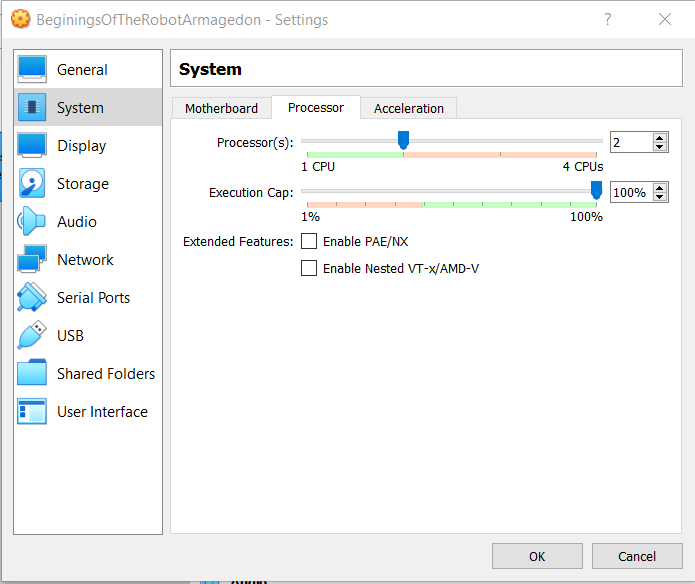 BeginingsOfTheRobotArmagedon - Settings
?
General
System
Display
Storage
Audio
Network
Serial Ports
USB
Shared Folders
User Interface
System
Motherboard Processor Acceleration
Processor(s): 2
1 CPU 4 CPUs
Execution Cap: 100%
1% 100%
Extended Features: Enable PAE/NX
Enable Nested VT-x/AMD-V
OK Cancel